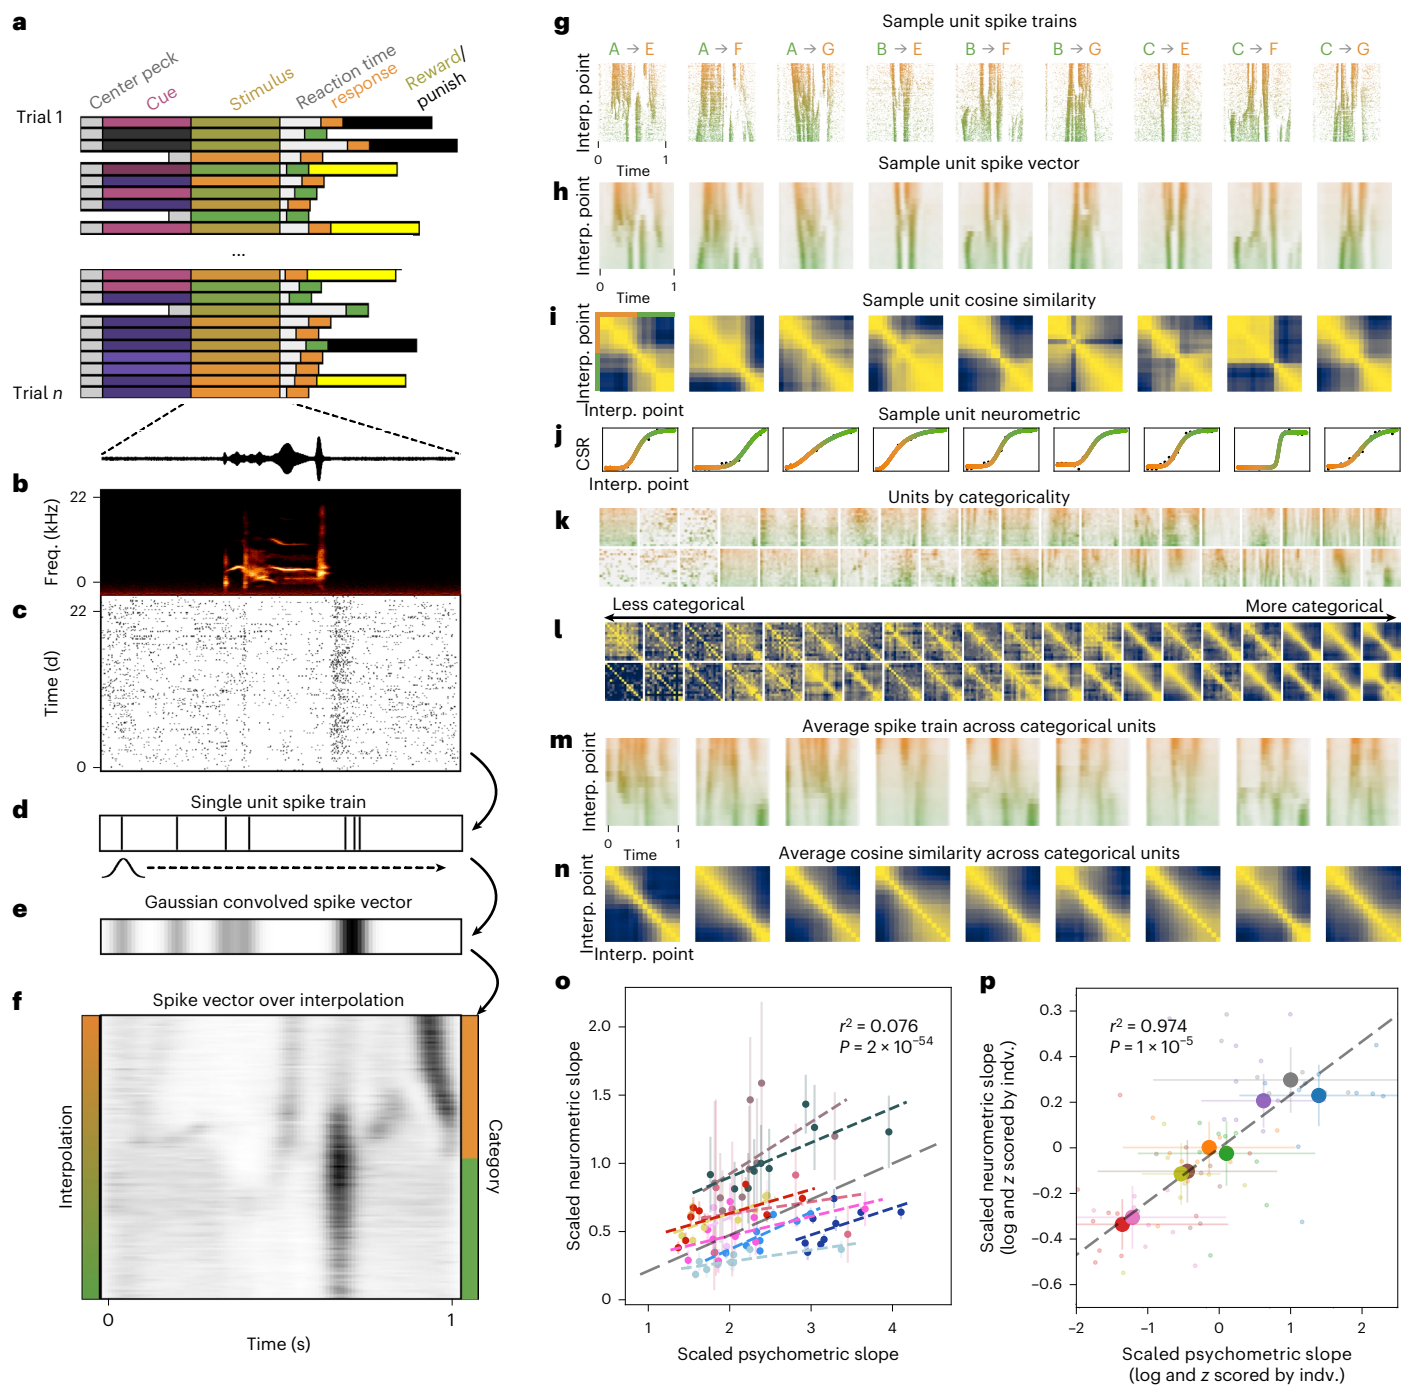 a
Center peck
Cue
Stimulus
Reaction time
response
Reward/
punish
Trial 1
...
Trial n
b
Freq. (kHz)
22
0
c
Time (d)
22
0
d
Single unit spike train
e
Gaussian convolved spike vector
f
Spike vector over interpolation
Interpolation
Category
0
1
Time (s)
g
Sample unit spike trains
A → E
A → F
A → G
B → E
B → F
B → G
C → E
C → F
C → G
Interp. point
0
1
Time
h
Sample unit spike vector
Interp. point
0
1
Time
i
Sample unit cosine similarity
Interp. point
Interp. point
j
Sample unit neurometric
CSR
Interp. point
k
Units by categoricality
Less categorical
More categorical
l
m
Average spike train across categorical units
Interp. point
0
1
Time
n
Average cosine similarity across categorical units
Interp. point
Interp. point
o
r² = 0.076
P = 2 × 10⁻⁵⁴
Scaled neurometric slope
2.0
1.5
1.0
0.5
0
1
2
3
4
Scaled psychometric slope
p
r² = 0.974
P = 1 × 10⁻⁵
Scaled neurometric slope
(log and z scored by indv.)
0.3
0.4
0.2
0
−0.2
−0.4
−0.6
−2
−1
0
1
2
Scaled psychometric slope
(log and z scored by indv.)